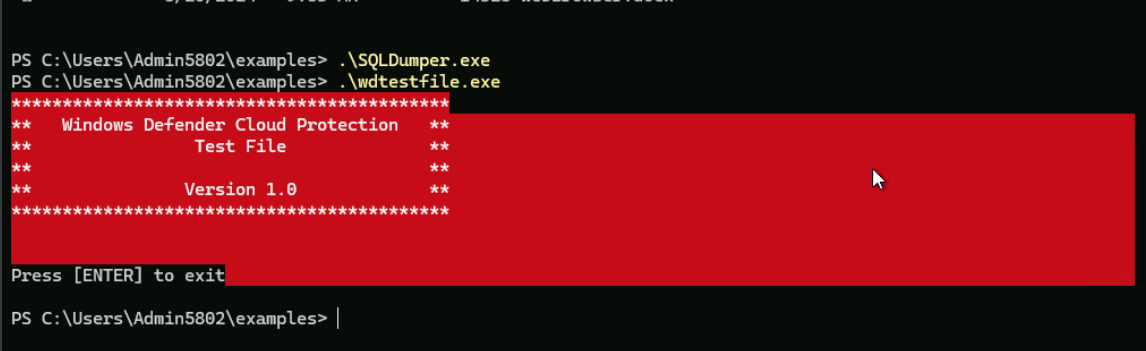 PS C:\Users\Admin5802\examples> .\SQLDumper.exe
PS C:\Users\Admin5802\examples> .\wdtestfile.exe
*******************************************
**   Windows Defender Cloud Protection   **
**                Test File              **
**                                       **
**               Version 1.0             **
*******************************************
Press [ENTER] to exit
PS C:\Users\Admin5802\examples>